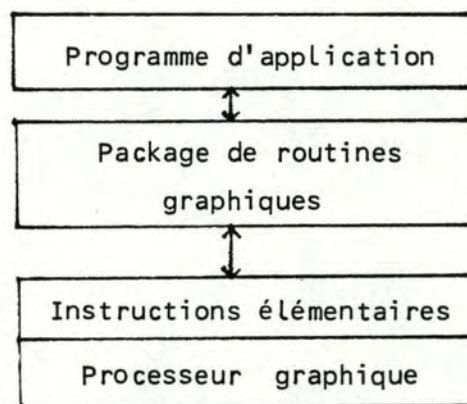 Programme d'application
Package de routines
graphiques
Instructions élémentaires
Processeur graphique